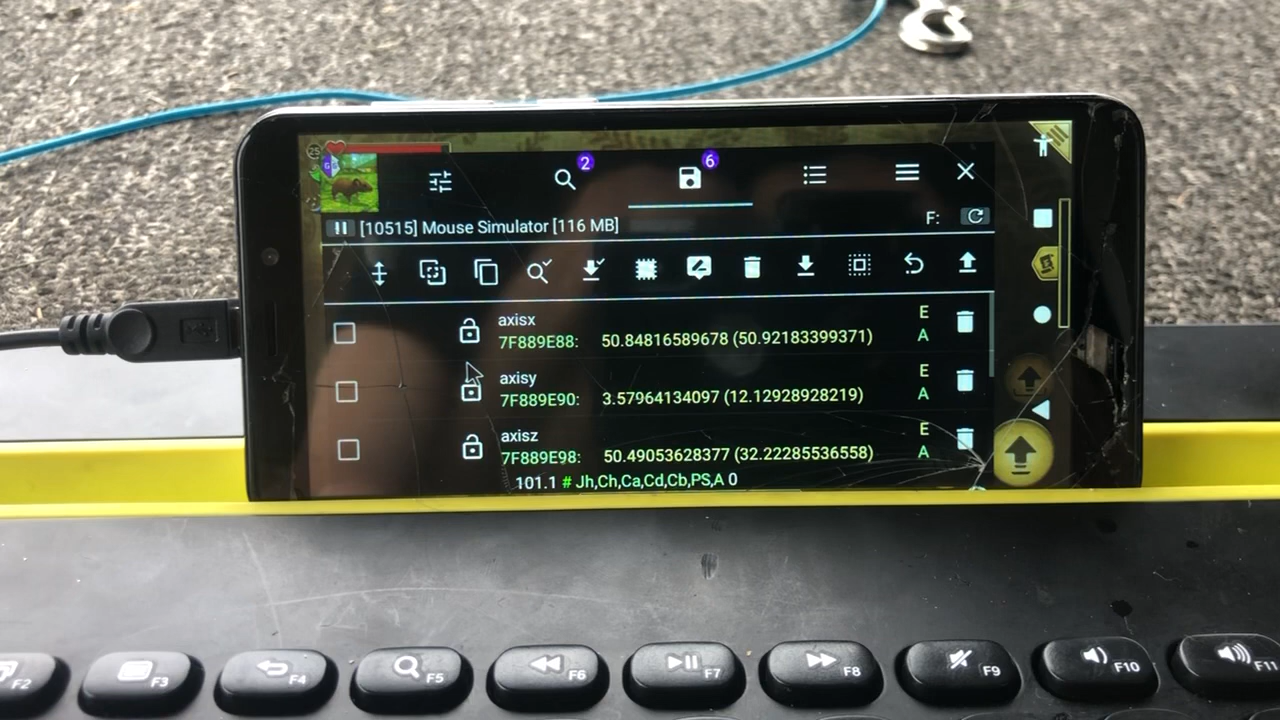 25
2
6
[10515] Mouse Simulator [116 MB]
F:
axisx
7F889E88: 50.84816589678 (50.92183399371)
E
A
axisy
7F889E90: 3.57964134097 (12.12928928219)
E
A
axisz
7F889E98: 50.49053628377 (32.22285536558)
E
A
101.1 # Jh,Ch,Ca,Cd,Cb,PS,A 0
F2
F3
F4
F5
F6
F7
F8
F9
F10
F11